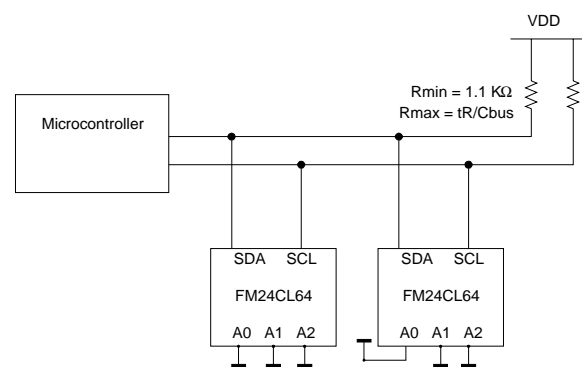 VDD
Rmin = 1.1 KΩ
Rmax = tR/Cbus
Microcontroller
SDA SCL
FM24CL64
A0 A1 A2
SDA SCL
FM24CL64
A0 A1 A2